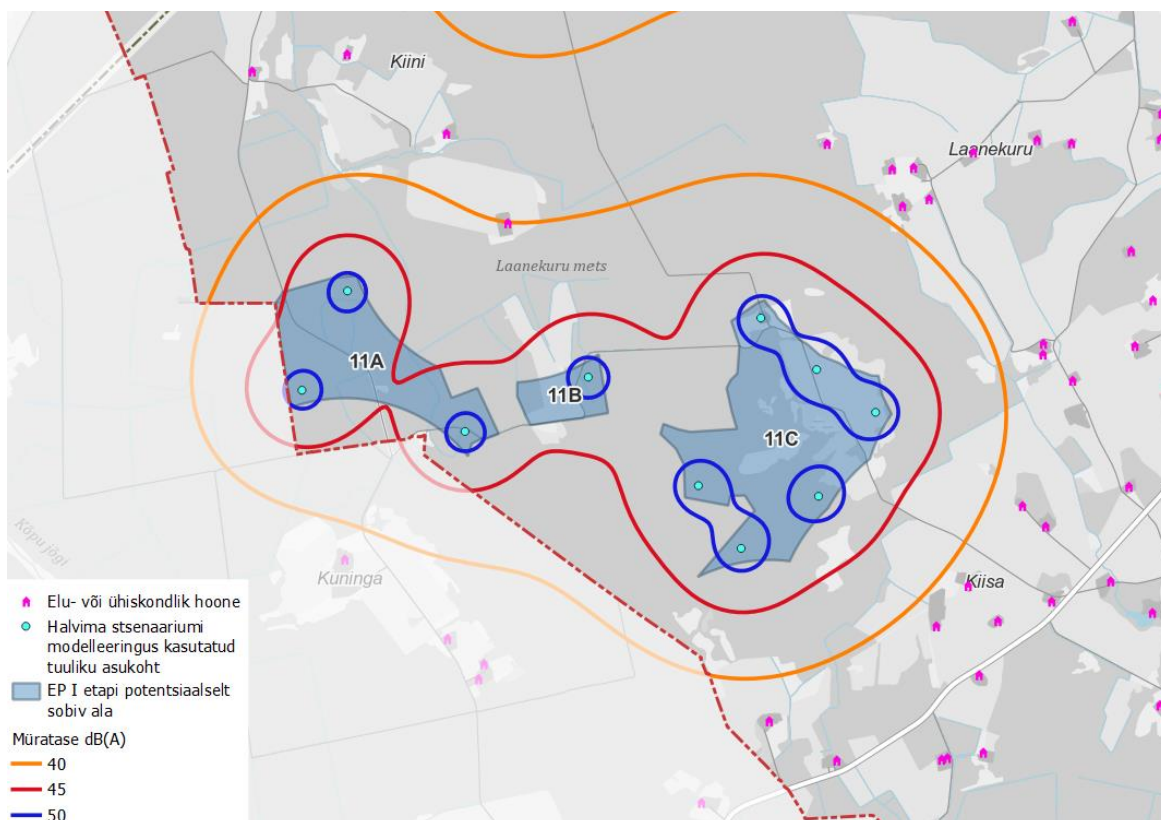 Kiini
Laanekuru
Laanekuru mets
11A
11B
11C
Kõpu jõgi
Kuninga
Kiisa
Elu- või ühiskondlik hoone
Halvima stsenaariumi
modelleeringus kasutatud
tuuliku asukoht
EP I etapi potentsiaalselt
sobiv ala
Müratase dB(A)
40
45
50